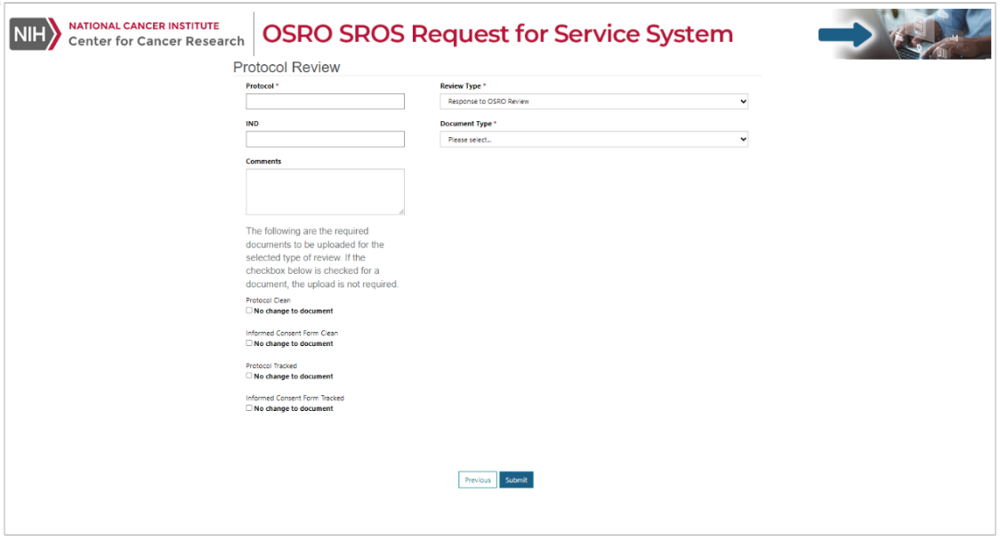 NIH
NATIONAL CANCER INSTITUTE
Center for Cancer Research
OSRO SROS Request for Service System
Protocol Review
Protocol *
Review Type *
Response to OSRO Review
IND
Document Type *
Please select...
Comments
The following are the required
documents to be uploaded for the
selected type of review. If the
checkbox below is checked for a
document, the upload is not required.
Protocol Clean
No change to document
Informed Consent Form Clean
No change to document
Protocol Tracked
No change to document
Informed Consent Form Tracked
No change to document
Previous
Submit